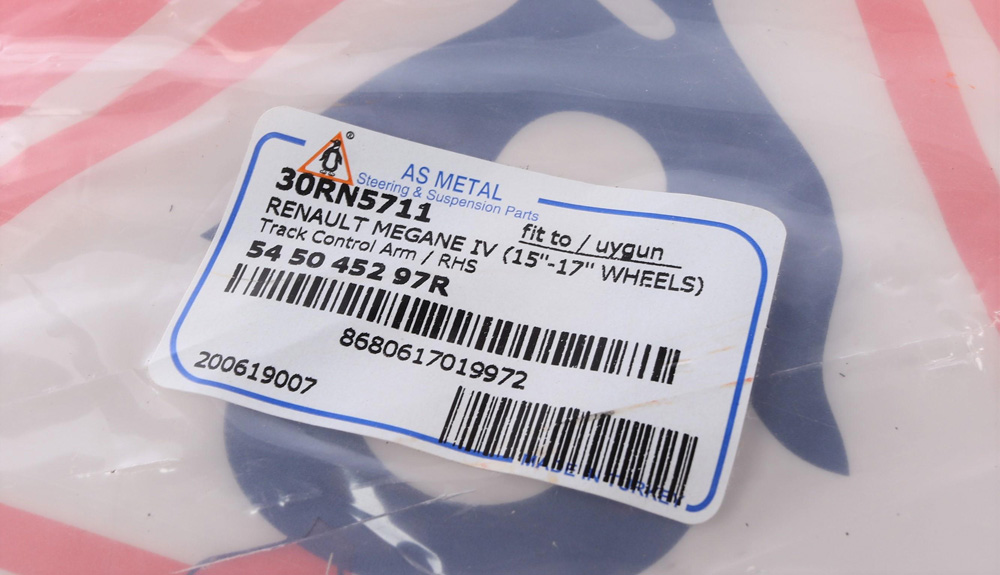 ®
AS METAL
Steering & Suspension Parts
30RN5711
fit to / uygun
RENAULT MEGANE IV (15"-17" WHEELS)
Track Control Arm / RHS
54 50 452 97R
8680617019972
200619007
MADE IN TURKEY